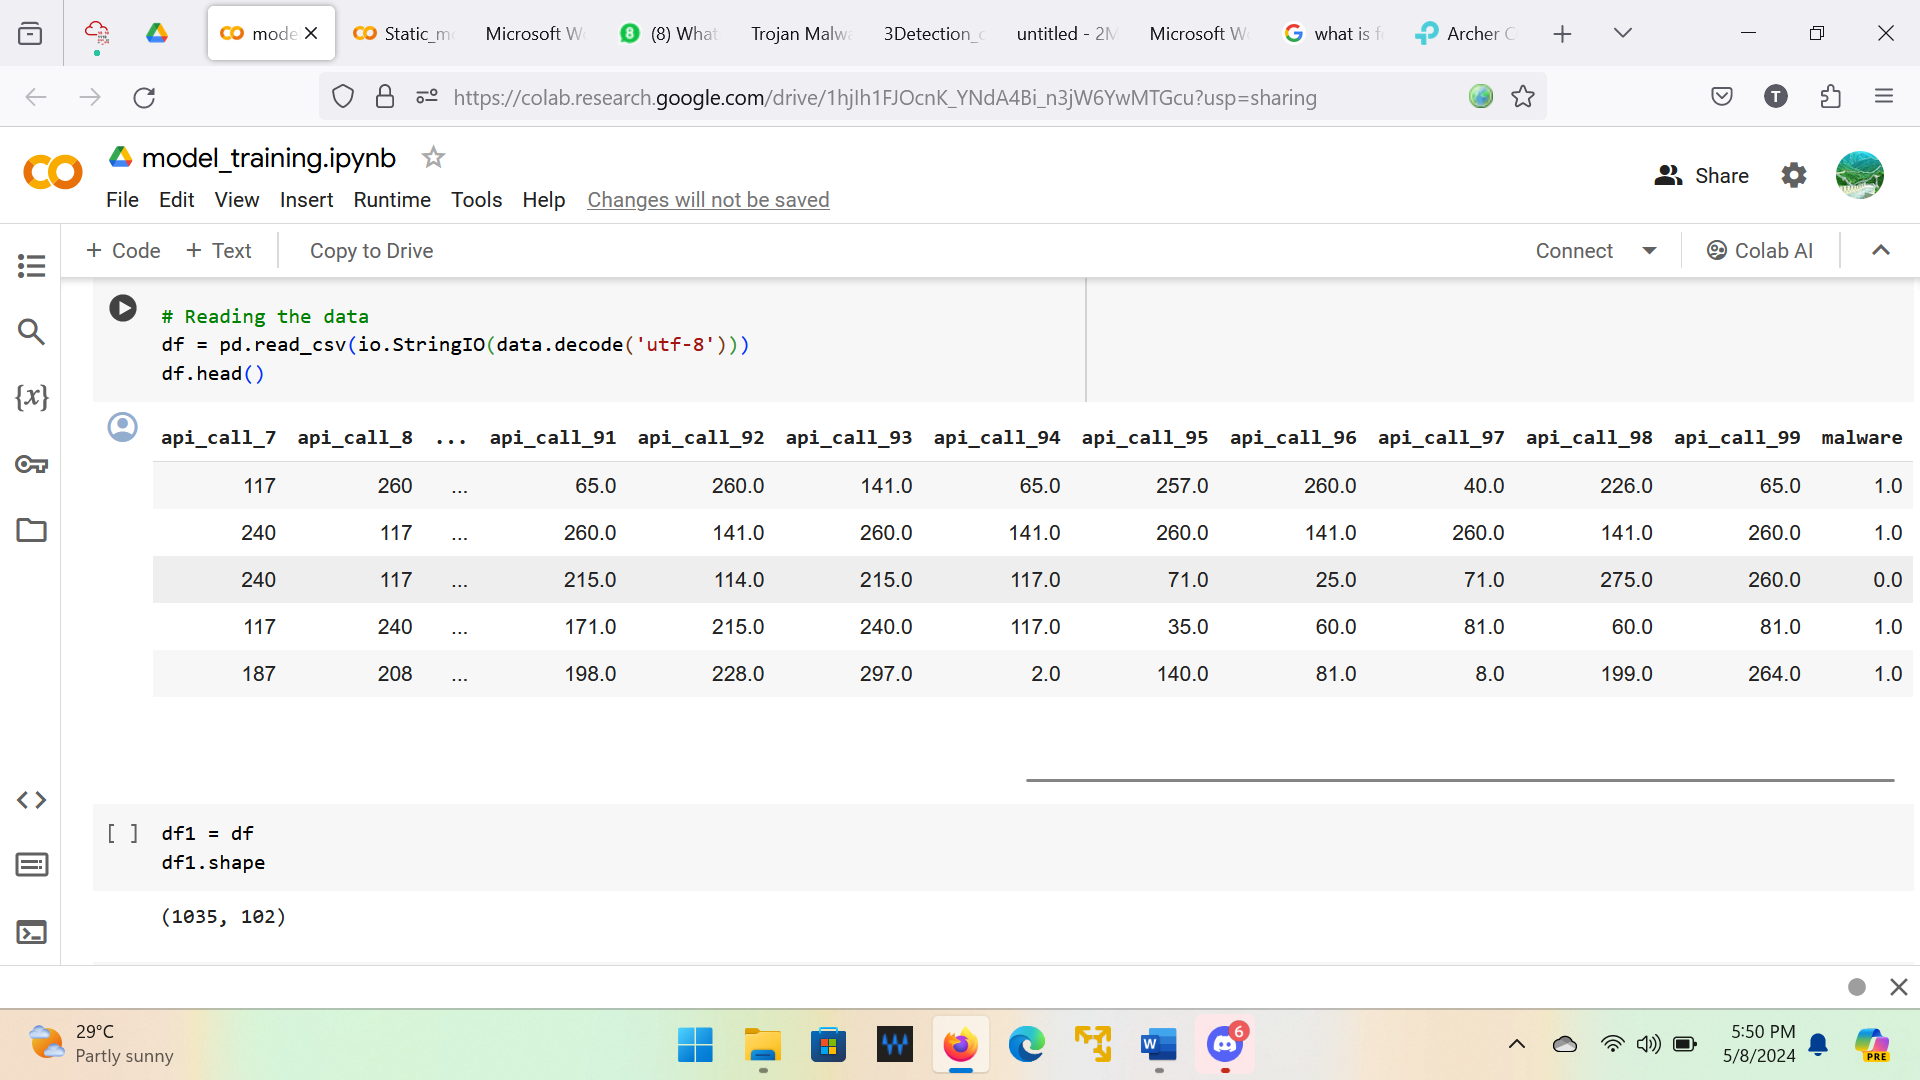 mode
Static_m
Microsoft W
8
(8) What
Trojan Malw
3Detection_
untitled - 2M
Microsoft W
what is f
Archer C
https://colab.research.google.com/drive/1hjIh1FJOcnK_YNdA4Bi_n3jW6YwMTGcu?usp=sharing
T
model_training.ipynb
Share
File Edit View Insert Runtime Tools Help Changes will not be saved
+ Code + Text Copy to Drive Connect Colab AI
# Reading the data
df = pd.read_csv(io.StringIO(data.decode('utf-8')))
df.head()
{x}
api_call_7 api_call_8 ... api_call_91 api_call_92 api_call_93 api_call_94 api_call_95 api_call_96 api_call_97 api_call_98 api_call_99 malware
117 260 ... 65.0 260.0 141.0 65.0 257.0 260.0 40.0 226.0 65.0 1.0
240 117 ... 260.0 141.0 260.0 141.0 260.0 141.0 260.0 141.0 260.0 1.0
240 117 ... 215.0 114.0 215.0 117.0 71.0 25.0 71.0 275.0 260.0 0.0
117 240 ... 171.0 215.0 240.0 117.0 35.0 60.0 81.0 60.0 81.0 1.0
187 208 ... 198.0 228.0 297.0 2.0 140.0 81.0 8.0 199.0 264.0 1.0
[ ] df1 = df
df1.shape
(1035, 102)
29°C
Partly sunny
W
6
5:50 PM
5/8/2024
PRE